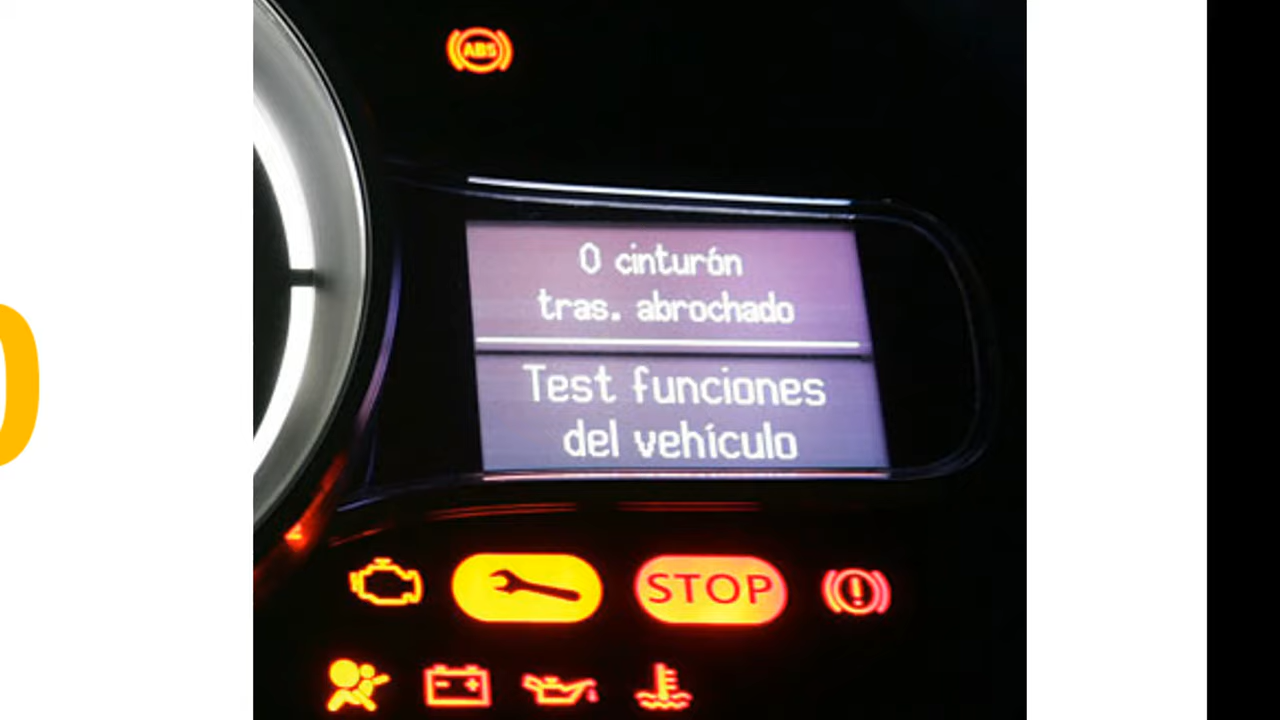 ABS
0 cinturón
tras. abrochado
Test funciones
del vehículo
STOP